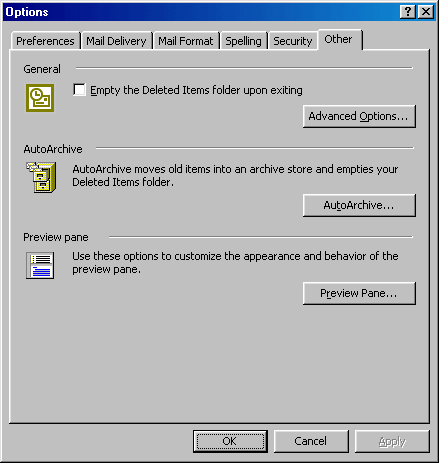 Options
Preferences Mail Delivery Mail Format Spelling Security Other
General
Empty the Deleted Items folder upon exiting
Advanced Options...
AutoArchive
AutoArchive moves old items into an archive store and empties your
Deleted Items folder.
AutoArchive...
Preview pane
Use these options to customize the appearance and behavior of the
preview pane.
Preview Pane...
OK Cancel Apply